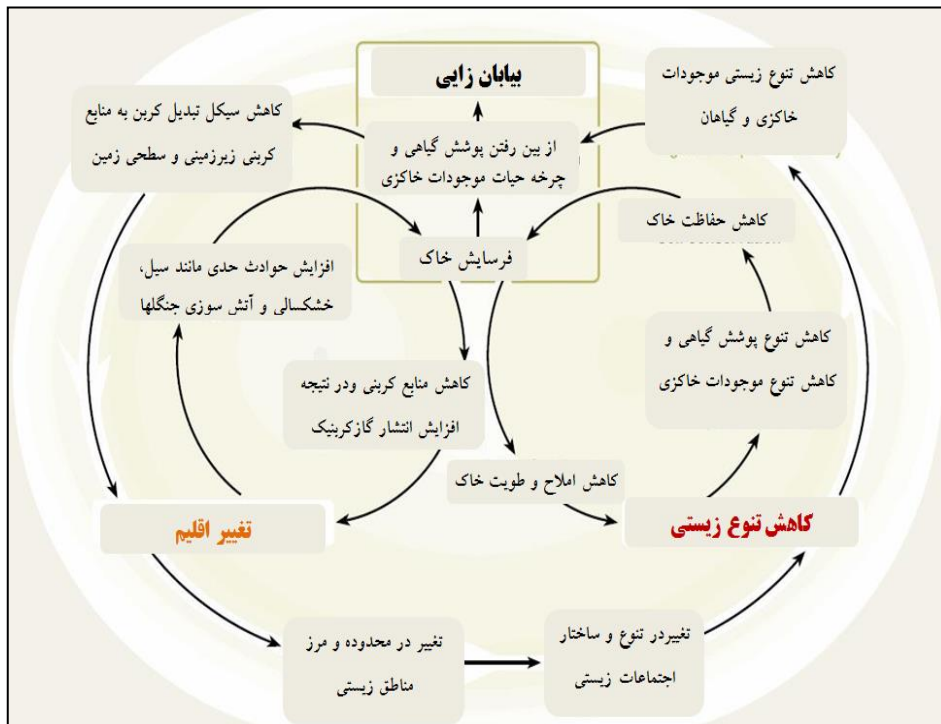 بیابان زایی
کاهش تنوع زیستی موجودات
خاکزی و گیاهان
کاهش سیکل تبدیل کربن به منابع
کربنی زیرزمینی و سطحی زمین
از بین رفتن پوشش گیاهی و
چرخه حیات موجودات خاکزی
کاهش حفاظت خاک
فرسایش خاک
افزایش حوادث حدی مانند سیل،
خشکسالی و آتش سوزی جنگلها
کاهش تنوع پوشش گیاهی و
کاهش تنوع موجودات خاکزی
کاهش منابع کربنی ودر نتیجه
افزایش انتشار گازکربنیک
کاهش املاح و طوبت خاک
کاهش تنوع زیستی
تغییر اقلیم
تغییردر تنوع و ساختار
اجتماعات زیستی
تغییر در محدوده و مرز
مناطق زیستی